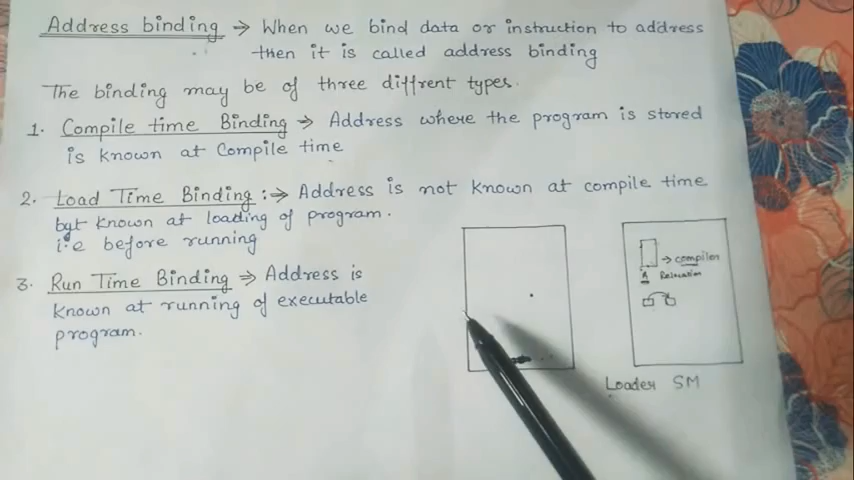 Address binding → When we bind data or instruction to address
then it is called address binding
The binding may be of three diffrent types.
1. Compile time Binding → Address where the program is stored
is known at Compile time
2. Load Time Binding :⇒ Address is not known at compile time
byt known at loading of program.
i.e before running
3. Run Time Binding ⇒ Address is
known at running of executable
program.
→ compiler
A Relocation
Loader SM